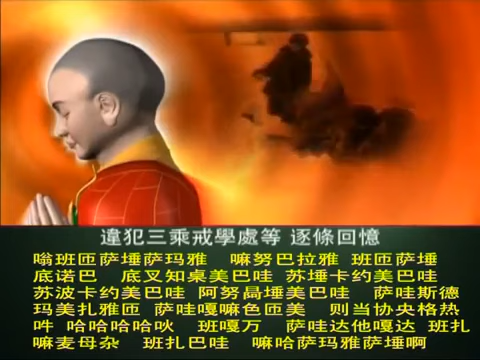 違犯三乘戒學處等 逐條回憶
嗡班匝萨埵萨玛雅 嘛努巴拉雅 班匝萨埵
底诺巴 底叉知桌美巴哇 苏埵卡约美巴哇
苏波卡约美巴哇 阿努曷埵美巴哇 萨哇斯德
玛美扎雅匝 萨哇嘎嘛色匝美 则当协央格热
吽 哈哈哈哈吙 班嘎万 萨哇达他嘎达 班扎
嘛麦母杂 班扎巴哇 嘛哈萨玛雅萨埵啊